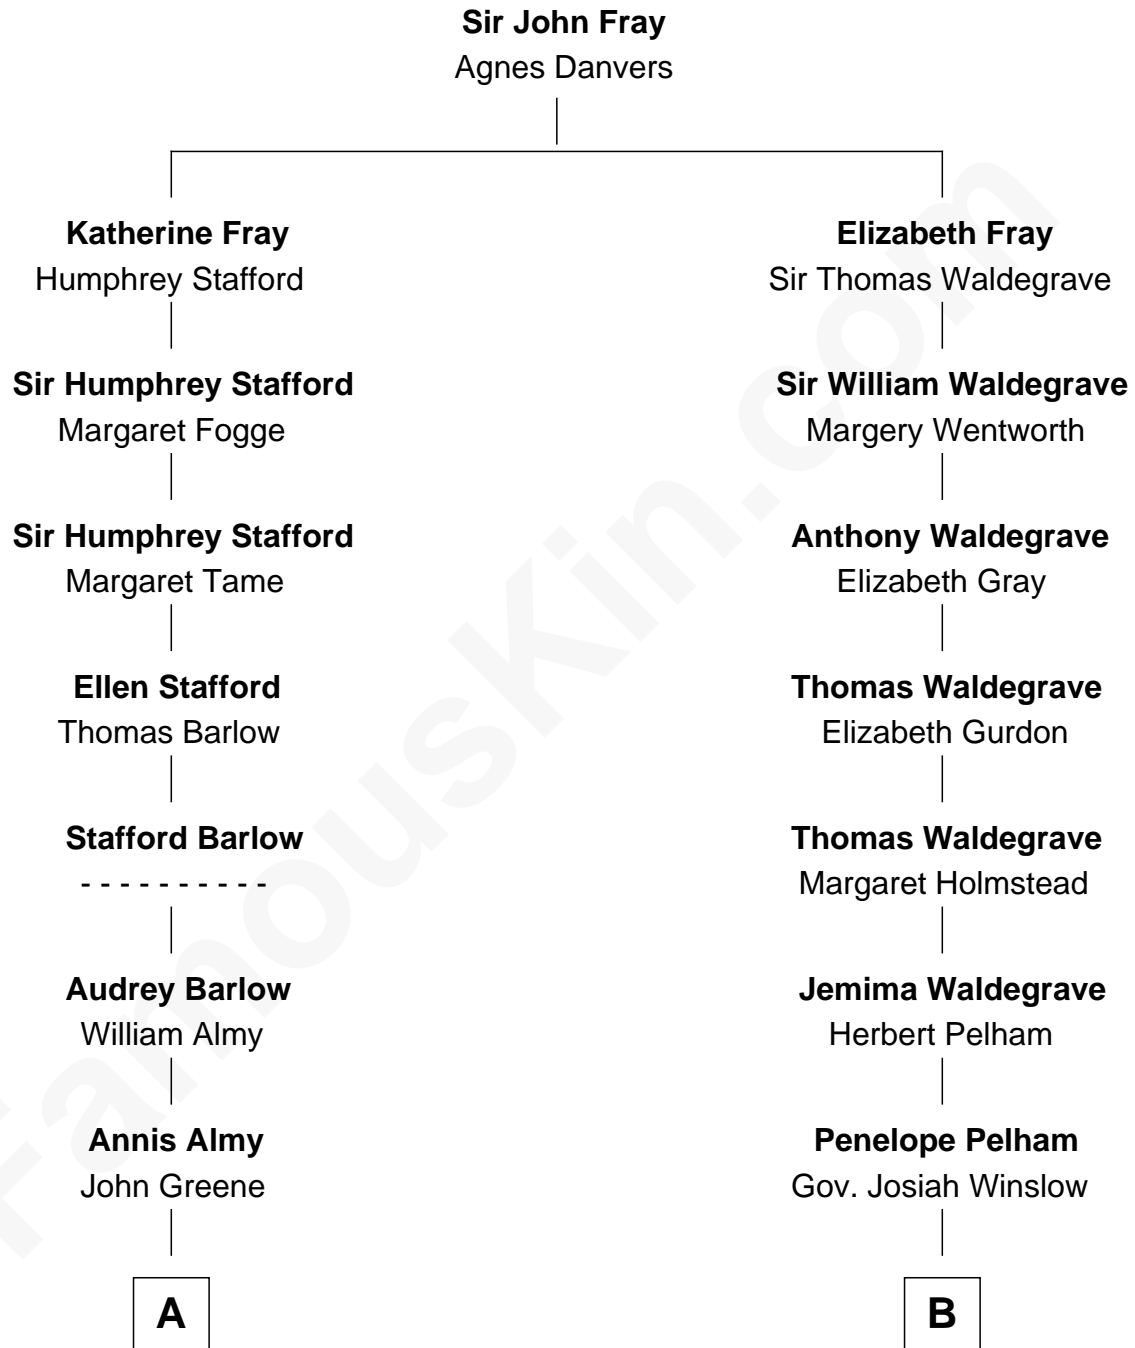 Sir John Fray
Agnes Danvers
Katherine Fray
Humphrey Stafford
Elizabeth Fray
Sir Thomas Waldegrave
Sir Humphrey Stafford
Margaret Fogge
Sir William Waldegrave
Margery Wentworth
Sir Humphrey Stafford
Margaret Tame
Anthony Waldegrave
Elizabeth Gray
Ellen Stafford
Thomas Barlow
Thomas Waldegrave
Elizabeth Gurdon
Stafford Barlow
- - - - - - - - - -
Thomas Waldegrave
Margaret Holmstead
Audrey Barlow
William Almy
Jemima Waldegrave
Herbert Pelham
Annis Almy
John Greene
Penelope Pelham
Gov. Josiah Winslow
A
B
FamousKin.com